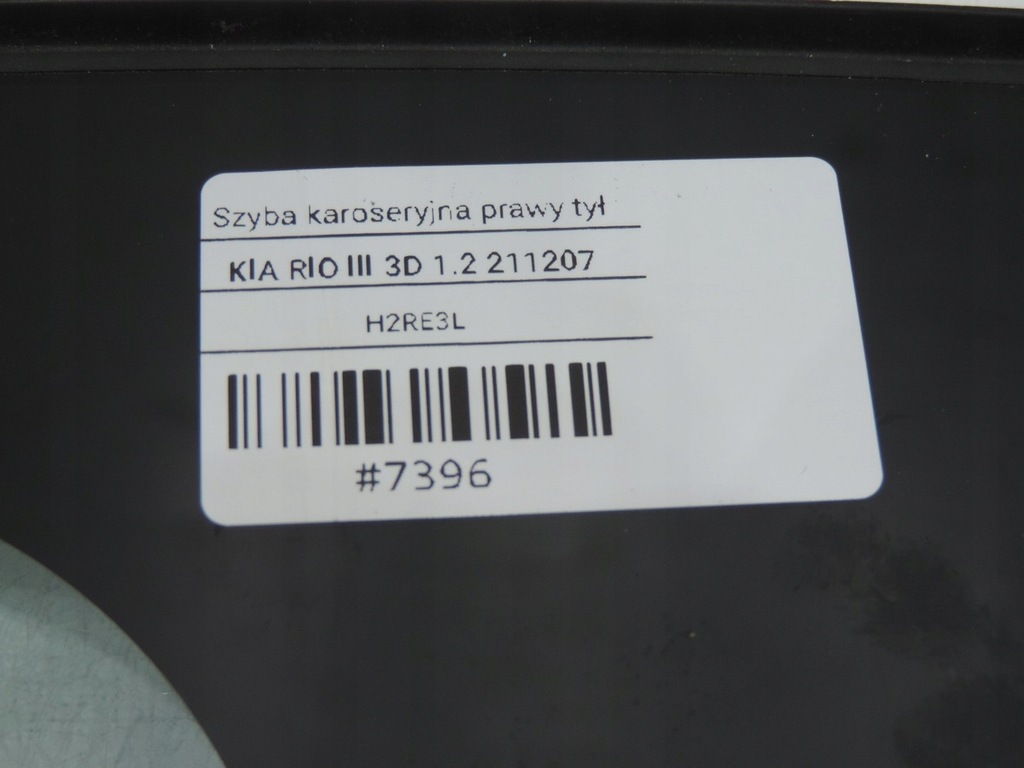 Szyba karoseryjna prawy tył
KIA RIO III 3D 1.2 211207
H2RE3L
#7396